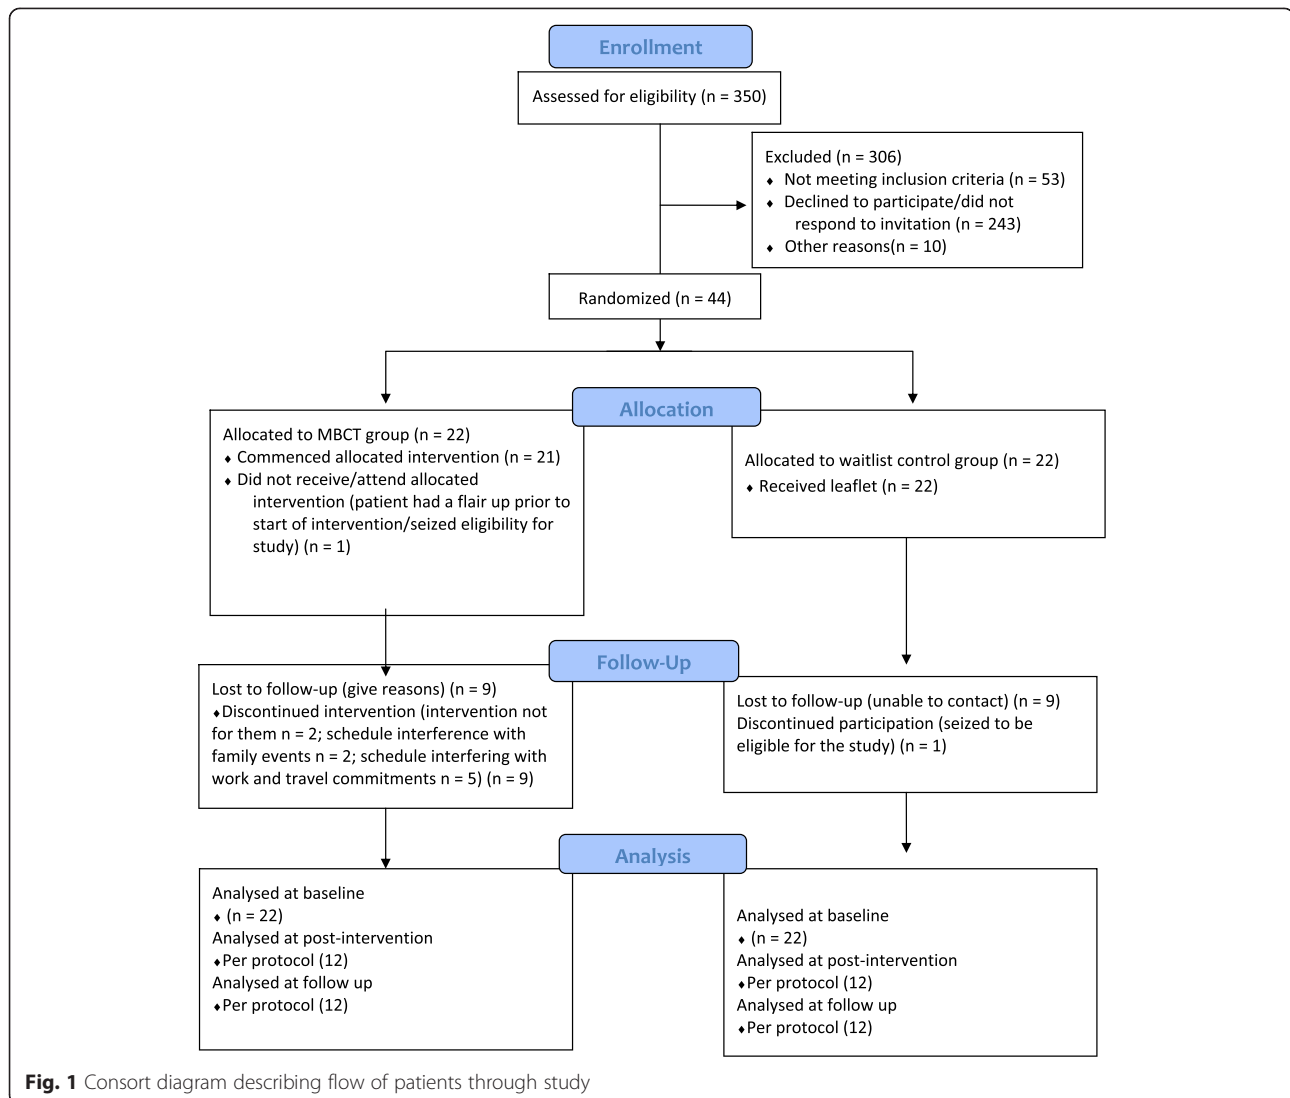 Enrollment
Assessed for eligibility (n = 350)
Excluded (n = 306)
♦ Not meeting inclusion criteria (n = 53)
♦ Declined to participate/did not
respond to invitation (n = 243)
♦ Other reasons(n = 10)
Randomized (n = 44)
Allocation
Allocated to MBCT group (n = 22)
♦ Commenced allocated intervention (n = 21)
♦ Did not receive/attend allocated
intervention (patient had a flair up prior to
start of intervention/seized eligibility for
study) (n = 1)
Allocated to waitlist control group (n = 22)
♦ Received leaflet (n = 22)
Follow-Up
Lost to follow-up (give reasons) (n = 9)
♦Discontinued intervention (intervention not
for them n = 2; schedule interference with
family events n = 2; schedule interfering with
work and travel commitments n = 5) (n = 9)
Lost to follow-up (unable to contact) (n = 9)
Discontinued participation (seized to be
eligible for the study) (n = 1)
Analysis
Analysed at baseline
♦ (n = 22)
Analysed at post-intervention
♦Per protocol (12)
Analysed at follow up
♦Per protocol (12)
Analysed at baseline
♦ (n = 22)
Analysed at post-intervention
♦Per protocol (12)
Analysed at follow up
♦Per protocol (12)
Fig. 1 Consort diagram describing flow of patients through study